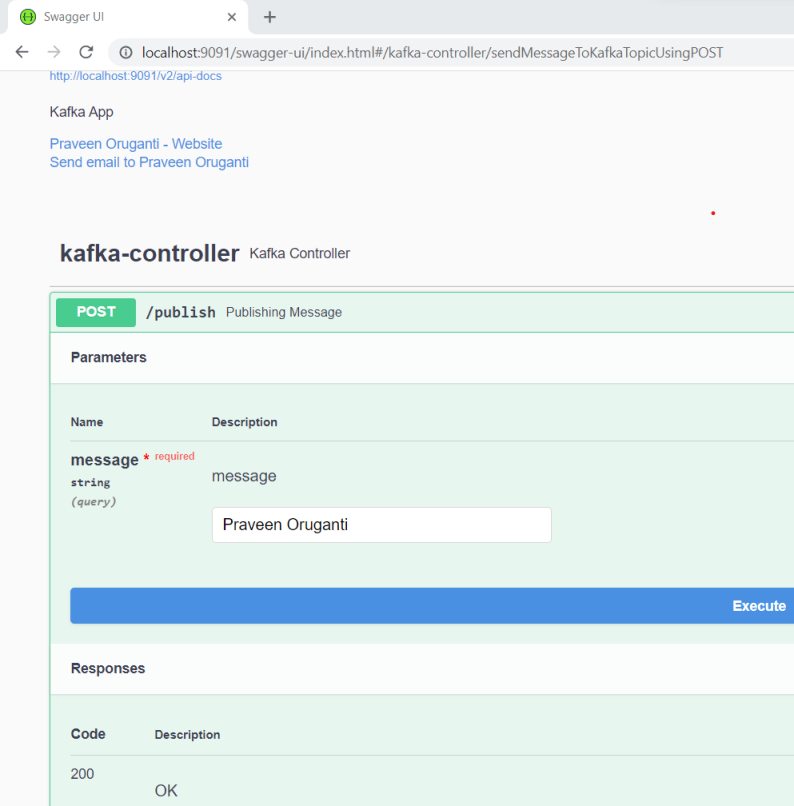 Swagger UI
localhost:9091/swagger-ui/index.html#/kafka-controller/sendMessageToKafkaTopicUsingPOST
http://localhost:9091/v2/api-docs
Kafka App
Praveen Oruganti - Website
Send email to Praveen Oruganti
kafka-controller Kafka Controller
POST /publish Publishing Message
Parameters
Name Description
message * required
string
(query)
message
Praveen Oruganti
Execute
Responses
Code Description
200
OK